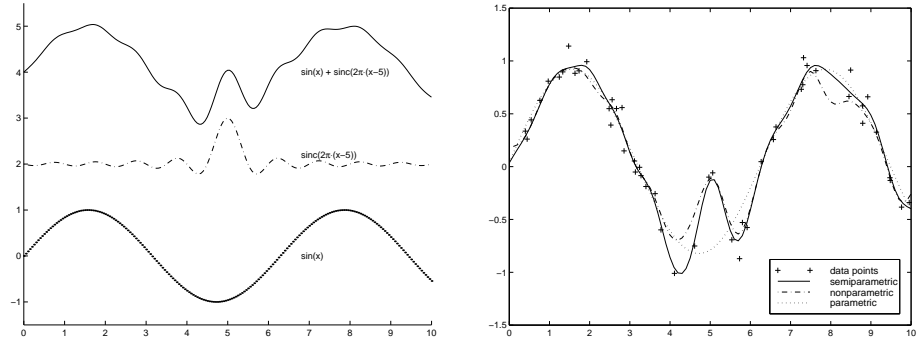 5
4
sin(x) + sinc(2π·(x−5))
3
2
sinc(2π·(x−5))
1
0
sin(x)
−1
0 1 2 3 4 5 6 7 8 9 10
1.5
1
0.5
0
−0.5
−1
−1.5
data points
semiparametric
nonparametric
parametric
0 1 2 3 4 5 6 7 8 9 10